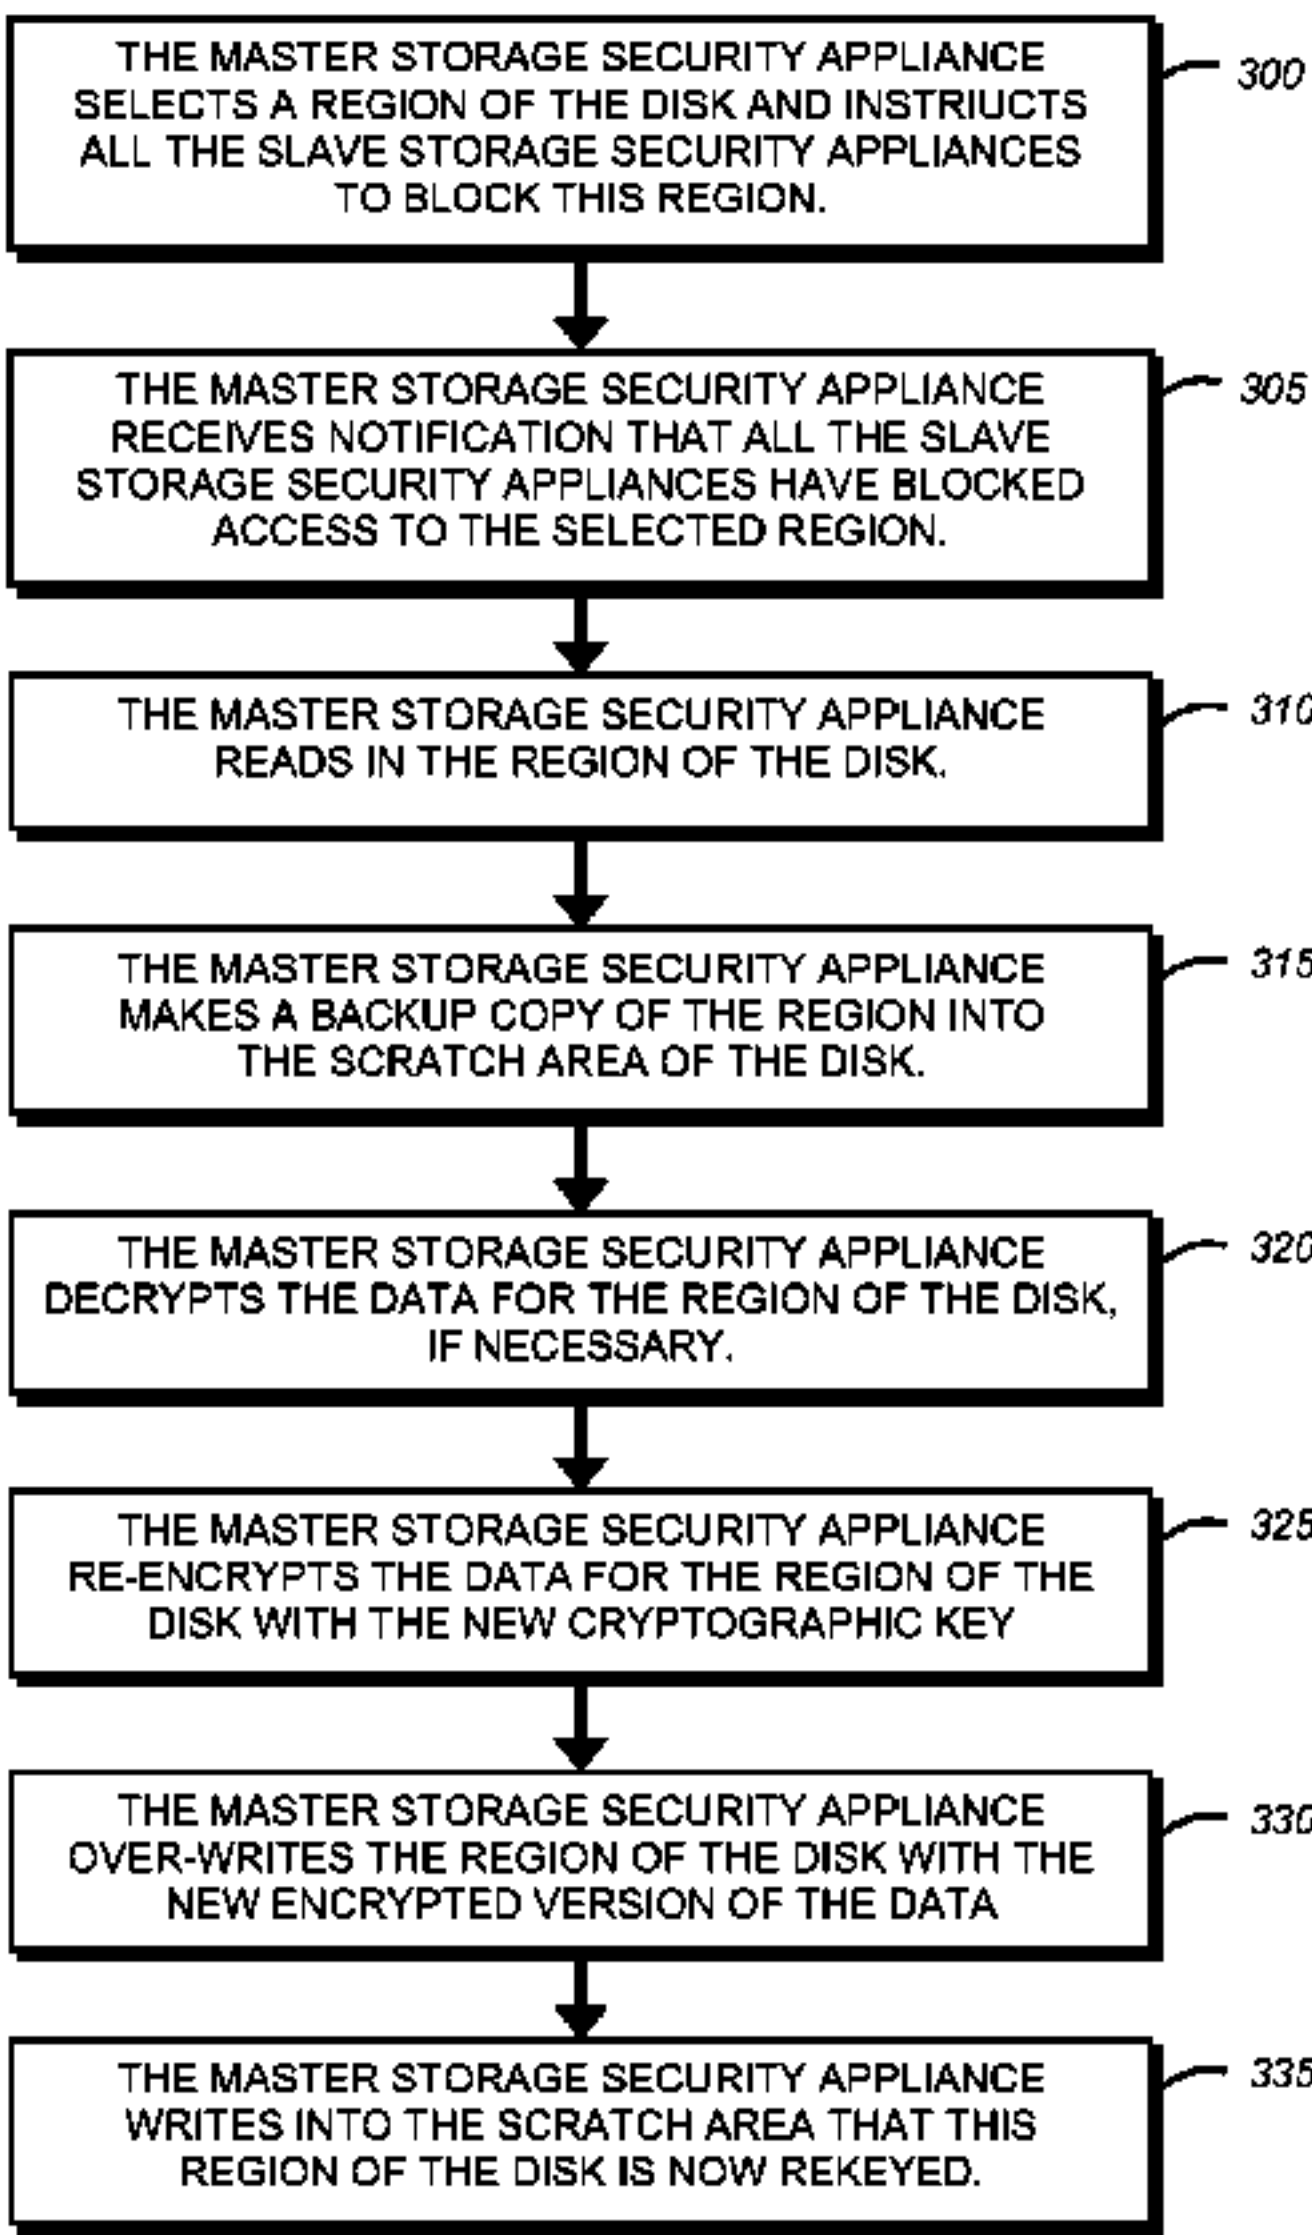 THE MASTER STORAGE SECURITY APPLIANCE
SELECTS A REGION OF THE DISK AND INSTRIUCTS
ALL THE SLAVE STORAGE SECURITY APPLIANCES
TO BLOCK THIS REGION.
300
THE MASTER STORAGE SECURITY APPLIANCE
RECEIVES NOTIFICATION THAT ALL THE SLAVE
STORAGE SECURITY APPLIANCES HAVE BLOCKED
ACCESS TO THE SELECTED REGION.
305
THE MASTER STORAGE SECURITY APPLIANCE
READS IN THE REGION OF THE DISK.
310
THE MASTER STORAGE SECURITY APPLIANCE
MAKES A BACKUP COPY OF THE REGION INTO
THE SCRATCH AREA OF THE DISK.
315
THE MASTER STORAGE SECURITY APPLIANCE
DECRYPTS THE DATA FOR THE REGION OF THE DISK,
IF NECESSARY.
320
THE MASTER STORAGE SECURITY APPLIANCE
RE-ENCRYPTS THE DATA FOR THE REGION OF THE
DISK WITH THE NEW CRYPTOGRAPHIC KEY
325
THE MASTER STORAGE SECURITY APPLIANCE
OVER-WRITES THE REGION OF THE DISK WITH THE
NEW ENCRYPTED VERSION OF THE DATA
330
THE MASTER STORAGE SECURITY APPLIANCE
WRITES INTO THE SCRATCH AREA THAT THIS
REGION OF THE DISK IS NOW REKEYED.
335